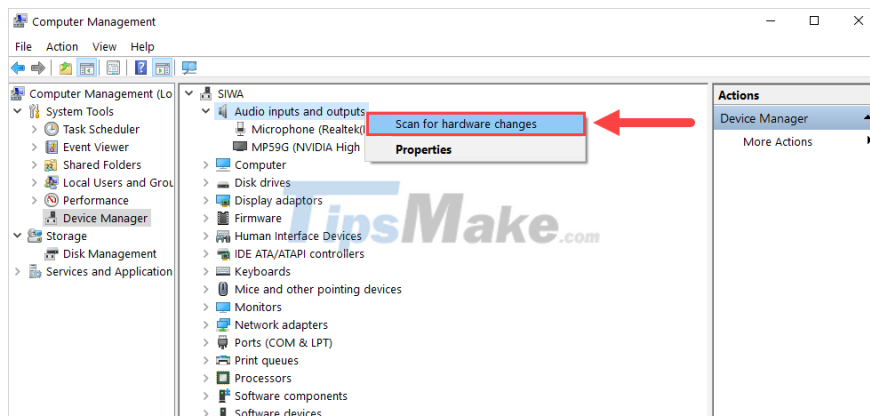 Computer Management
File Action View Help
Computer Management (Lo
System Tools
Task Scheduler
Event Viewer
Shared Folders
Local Users and Grou
Performance
Device Manager
Storage
Disk Management
Services and Application
SIWA
Audio inputs and outputs
Microphone (Realtek(
MP59G (NVIDIA High
Computer
Disk drives
Display adaptors
Firmware
Human Interface Devices
IDE ATA/ATAPI controllers
Keyboards
Mice and other pointing devices
Monitors
Network adapters
Ports (COM & LPT)
Print queues
Processors
Software components
Software devices
Scan for hardware changes
Properties
TipsMake.com
Actions
Device Manager
More Actions